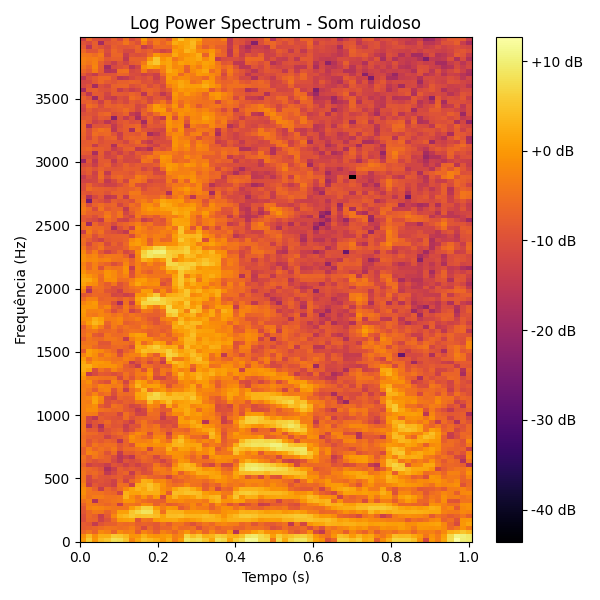 Log Power Spectrum - Som ruidoso
Frequência (Hz)
3500
3000
2500
2000
1500
1000
500
0
0.0 0.2 0.4 0.6 0.8 1.0
Tempo (s)
+10 dB
+0 dB
-10 dB
-20 dB
-30 dB
-40 dB